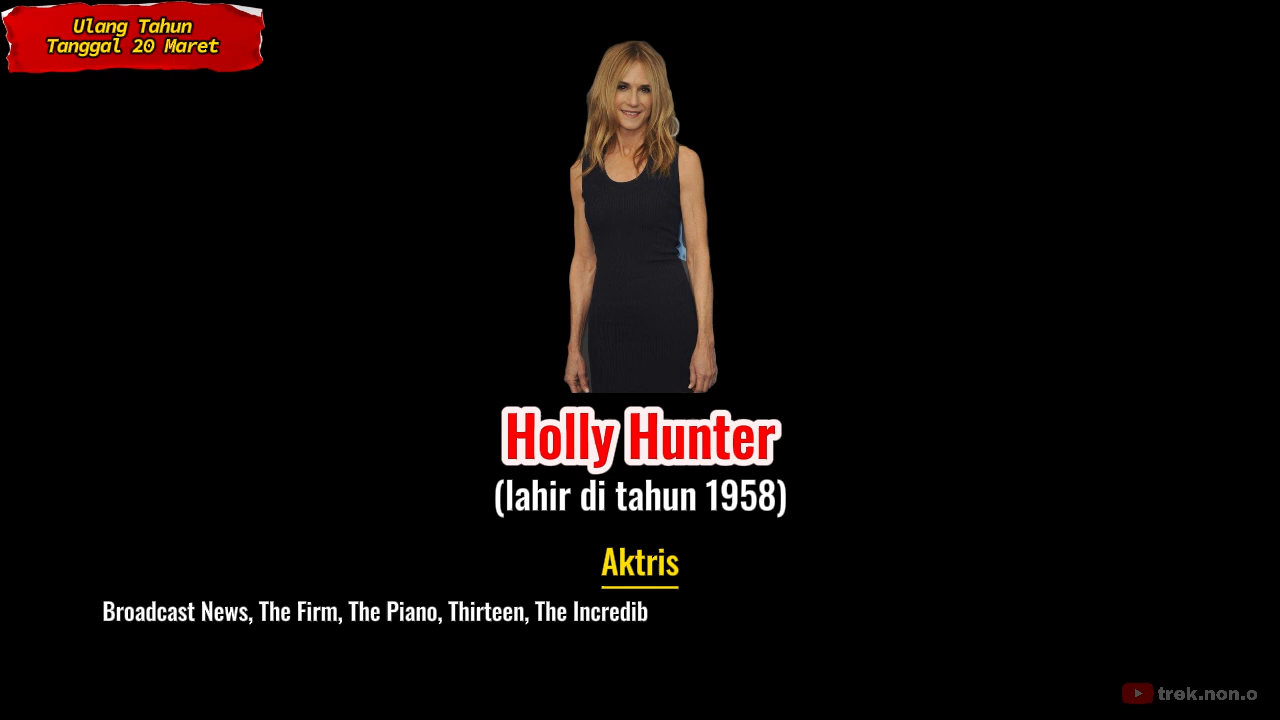 Ulang Tahun
Tanggal 20 Maret
Holly Hunter
(lahir di tahun 1958)
Aktris
Broadcast News, The Firm, The Piano, Thirteen, The Incredib
trek.non.o